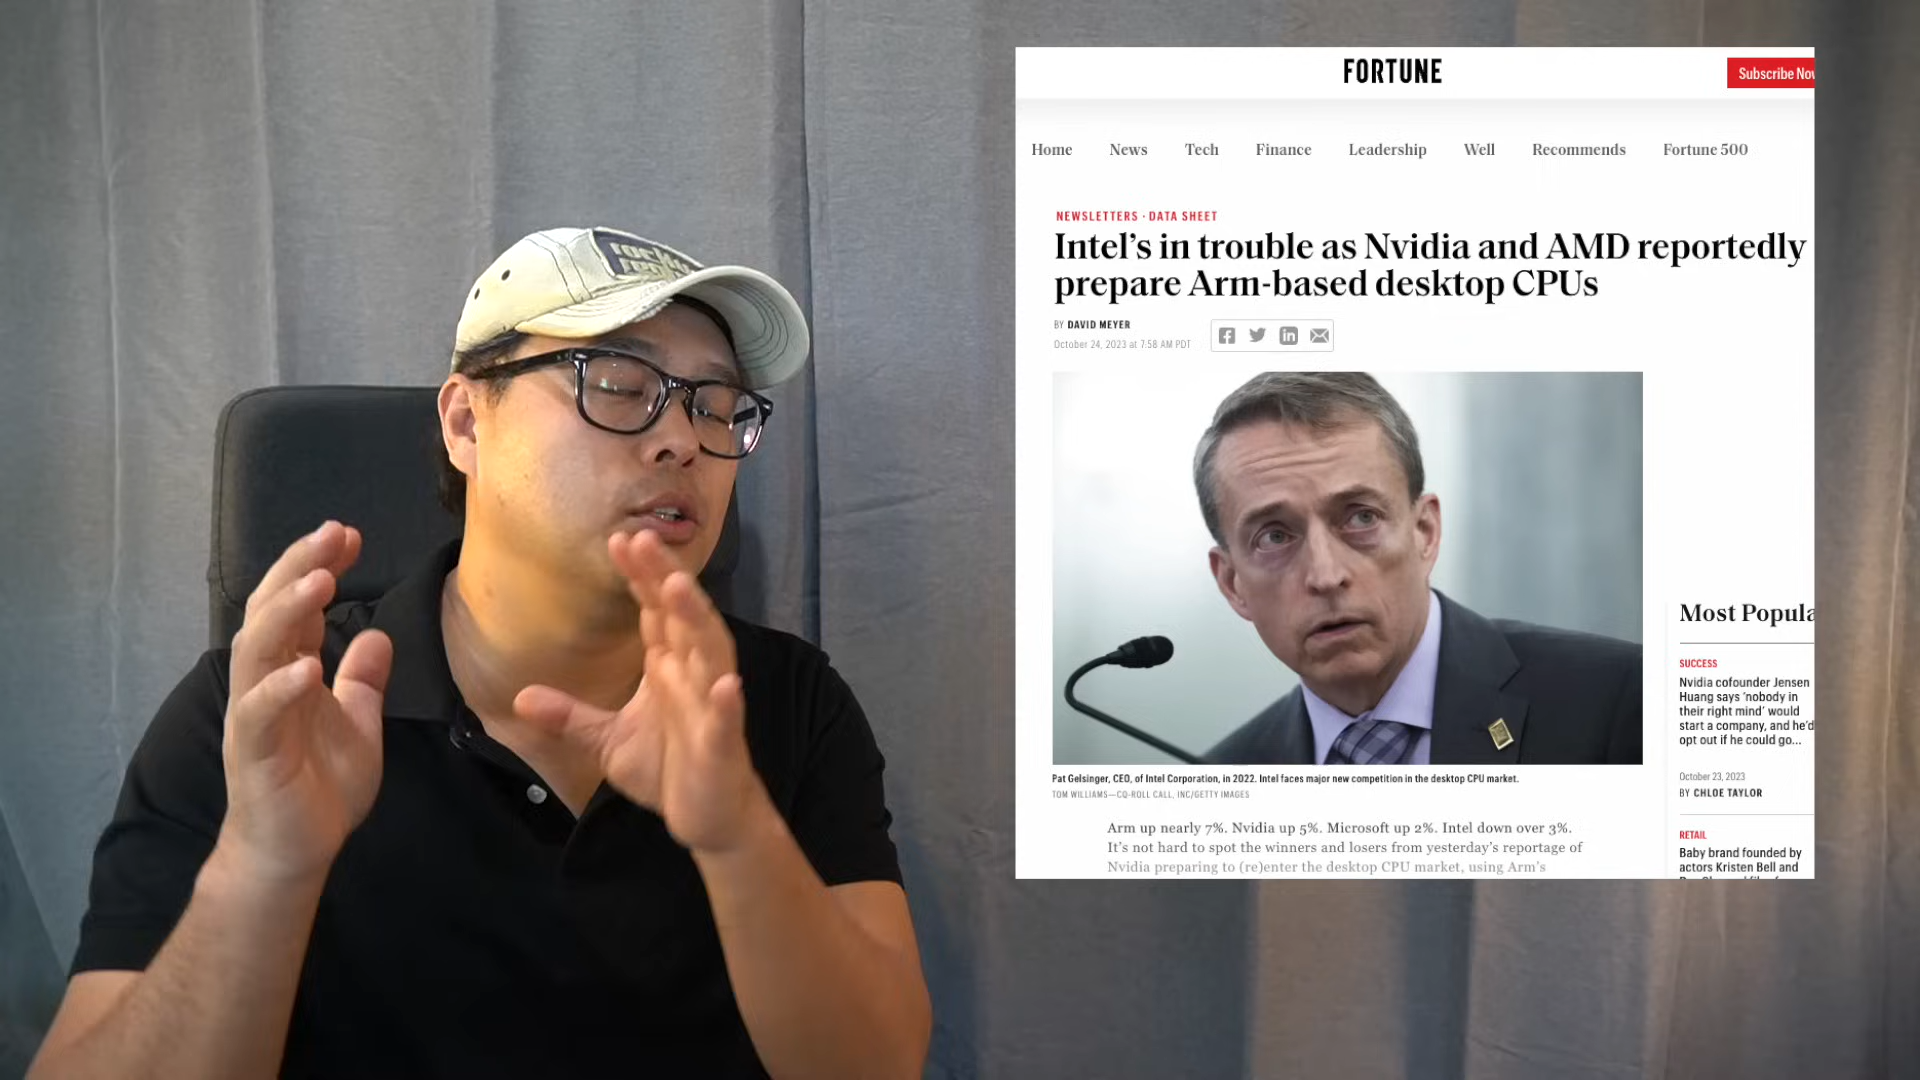 FORTUNE
Subscribe Now
Home News Tech Finance Leadership Well Recommends Fortune 500
NEWSLETTERS · DATA SHEET
Intel's in trouble as Nvidia and AMD reportedly
prepare Arm-based desktop CPUs
BY DAVID MEYER
October 24, 2023 at 7:58 AM PDT
Pat Gelsinger, CEO, of Intel Corporation, in 2022. Intel faces major new competition in the desktop CPU market.
TOM WILLIAMS—CQ-ROLL CALL, INC/GETTY IMAGES
Arm up nearly 7%. Nvidia up 5%. Microsoft up 2%. Intel down over 3%.
It's not hard to spot the winners and losers from yesterday's reportage of
Nvidia preparing to (re)enter the desktop CPU market, using Arm's
Most Popula
SUCCESS
Nvidia cofounder Jensen
Huang says 'nobody in
their right mind' would
start a company, and he'd
opt out if he could go...
October 23, 2023
BY CHLOE TAYLOR
RETAIL
Baby brand founded by
actors Kristen Bell and